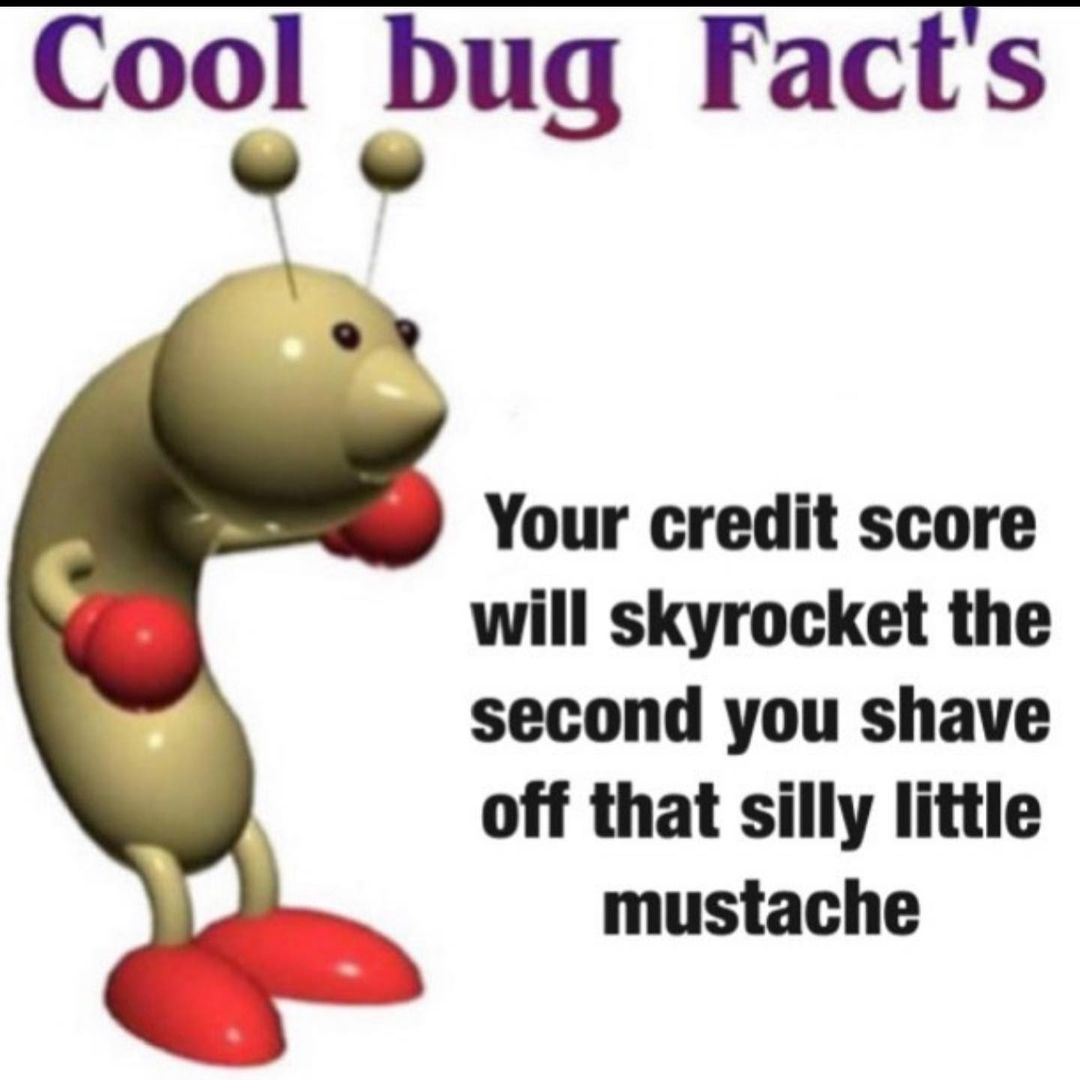 Cool bug Fact's
Your credit score
will skyrocket the
second you shave
off that silly little
mustache